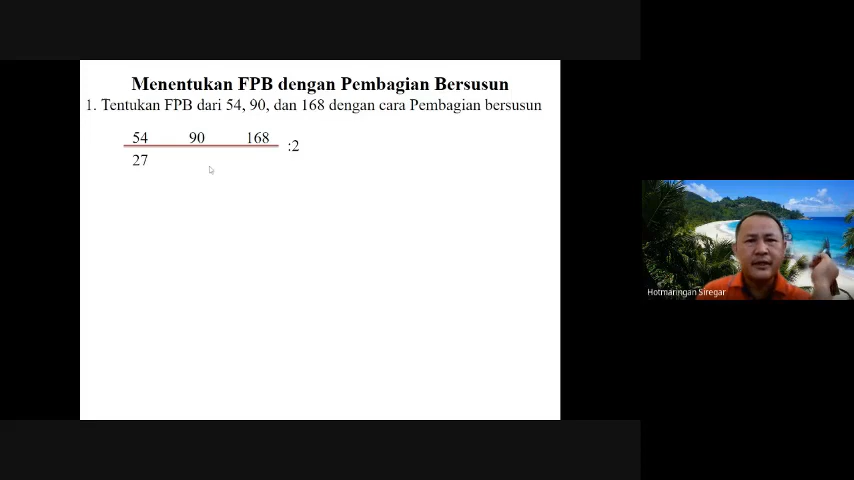 Menentukan FPB dengan Pembagian Bersusun
1. Tentukan FPB dari 54, 90, dan 168 dengan cara Pembagian bersusun
54 90 168 :2
27
Hotmaringan Siregar